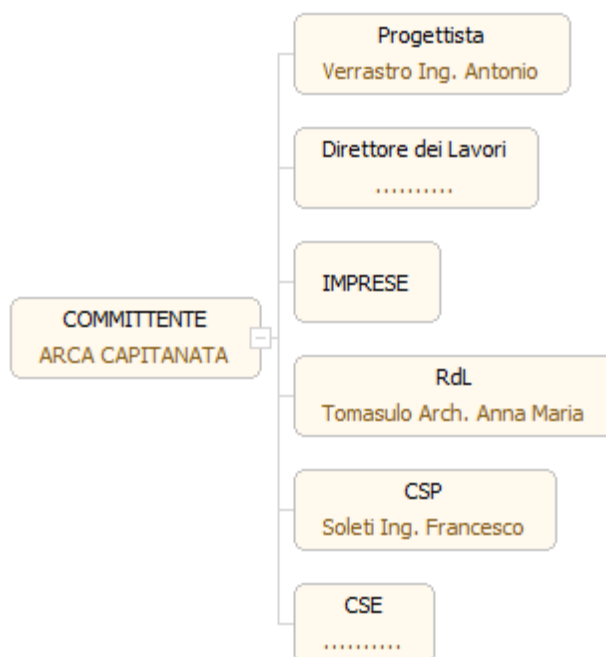 COMMITTENTE
ARCA CAPITANATA
Progettista
Verrastro Ing. Antonio
Direttore dei Lavori
..........
IMPRESE
RdL
Tomasulo Arch. Anna Maria
CSP
Soleti Ing. Francesco
CSE
..........